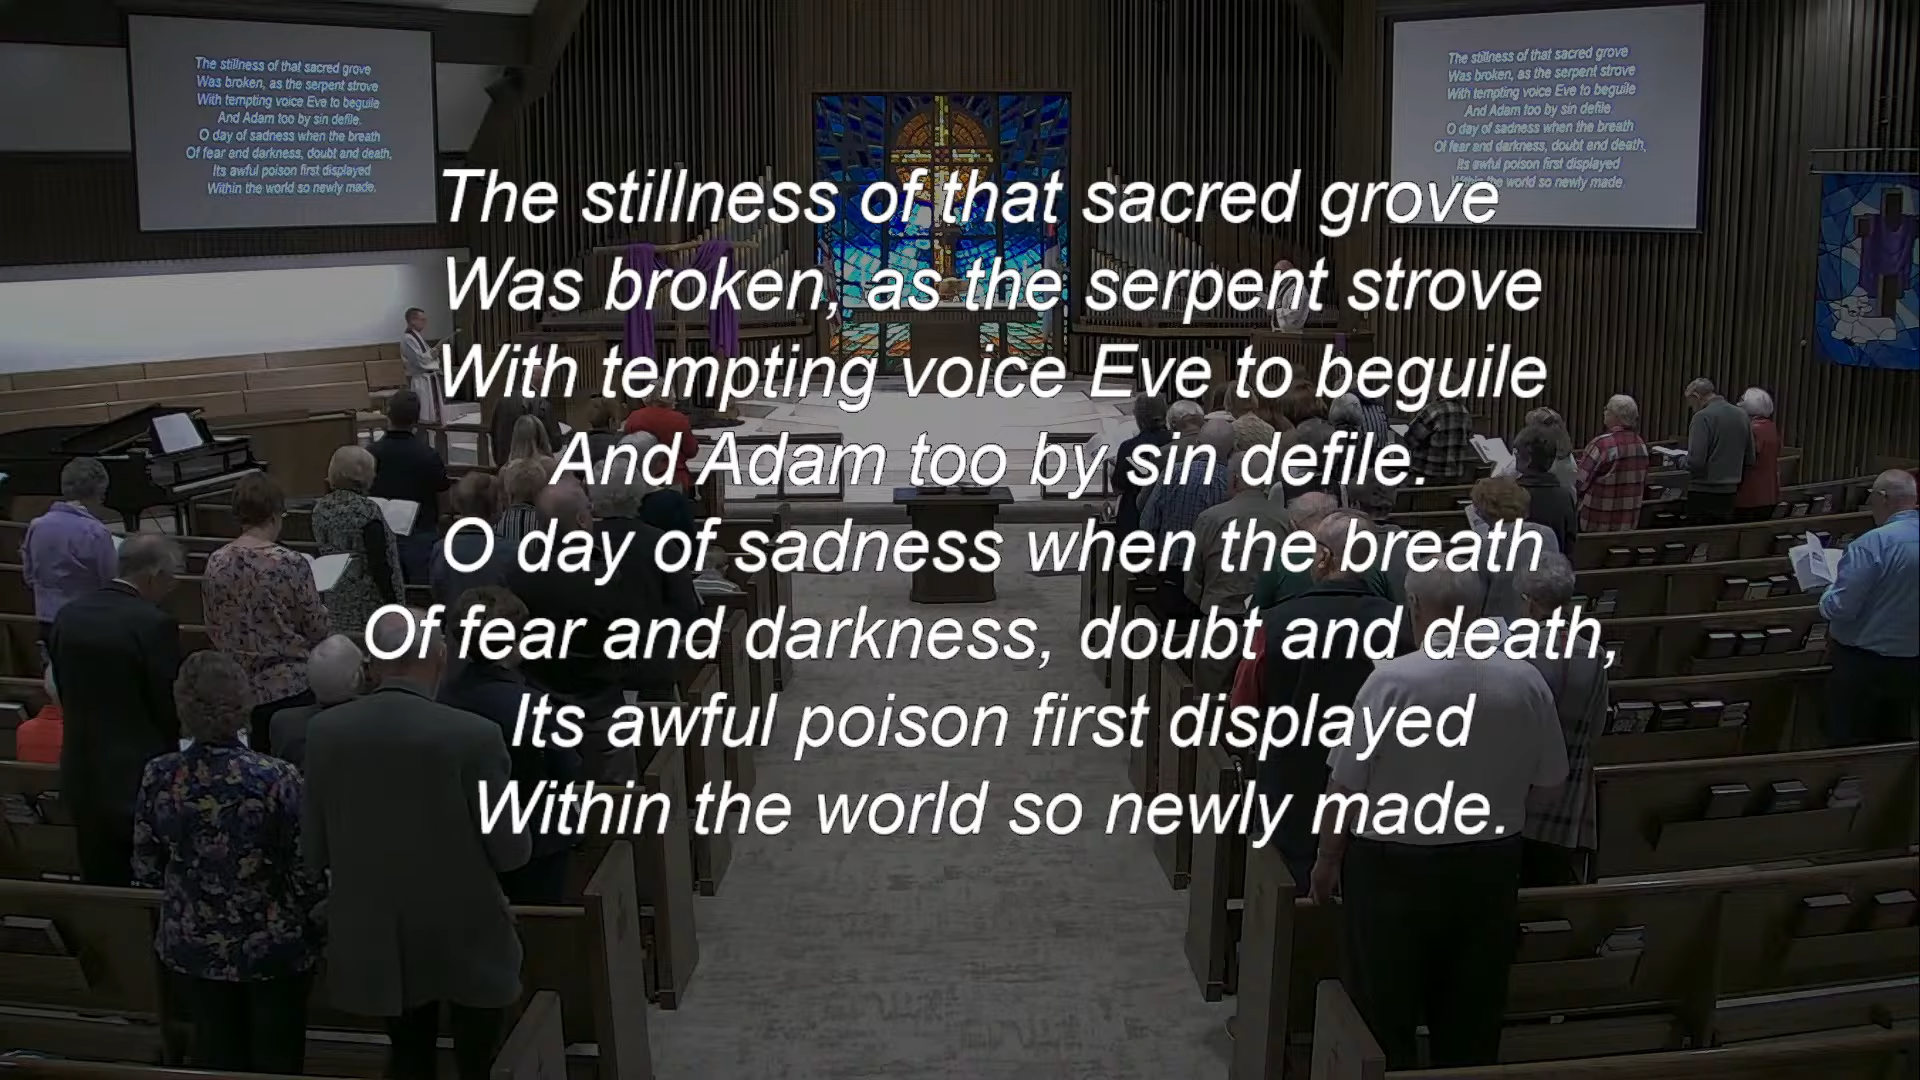 The stillness of that sacred grove
Was broken, as the serpent strove
With tempting voice Eve to beguile
And Adam too by sin defile.
O day of sadness when the breath
Of fear and darkness, doubt and death,
Its awful poison first displayed
Within the world so newly made.
The stillness of that sacred grove
Was broken, as the serpent strove
With tempting voice Eve to beguile
And Adam too by sin defile.
O day of sadness when the breath
Of fear and darkness, doubt and death,
Its awful poison first displayed
Within the world so newly made.
The stillness of that sacred grove
Was broken, as the serpent strove
With tempting voice Eve to beguile
And Adam too by sin defile.
O day of sadness when the breath
Of fear and darkness, doubt and death,
Its awful poison first displayed
Within the world so newly made.